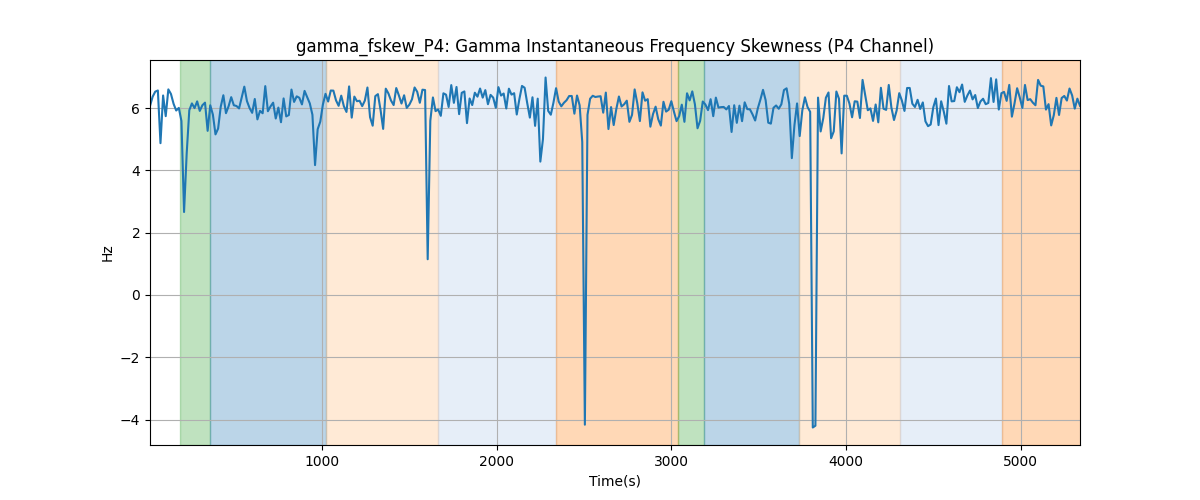 gamma_fskew_P4: Gamma Instantaneous Frequency Skewness (P4 Channel)
6
4
2
0
−2
−4
Hz
1000 2000 3000 4000 5000
Time(s)